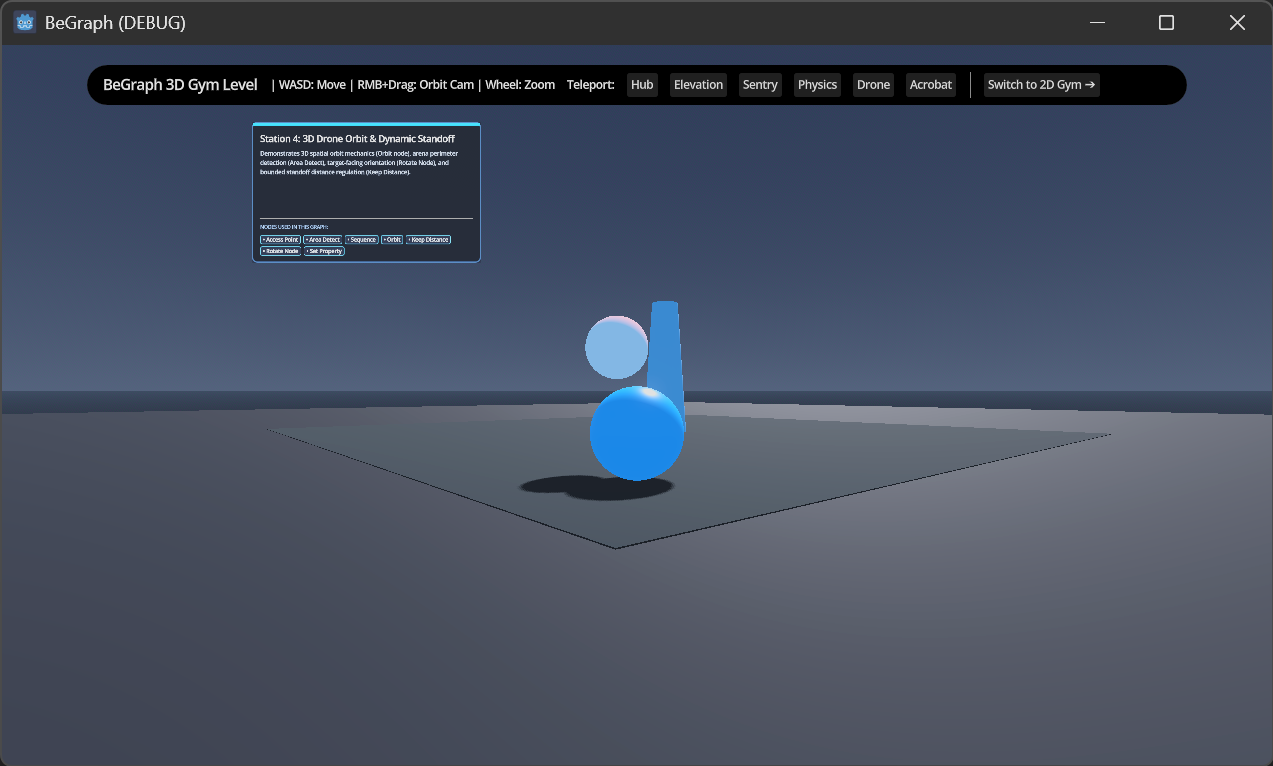 BeGraph (DEBUG)
BeGraph 3D Gym Level | WASD: Move | RMB+Drag: Orbit Cam | Wheel: Zoom Teleport: Hub Elevation Sentry Physics Drone Acrobat Switch to 2D Gym →
Station 4: 3D Drone Orbit & Dynamic Standoff
Demonstrates 3D spatial orbit mechanics (Orbit node), arena perimeter
detection (Area Detect), target-facing orientation (Rotate Node), and
bounded standoff distance regulation (Keep Distance).
NODES USED IN THIS GRAPH:
• Access Point • Area Detect • Sequence • Orbit • Keep Distance
• Rotate Node • Set Property